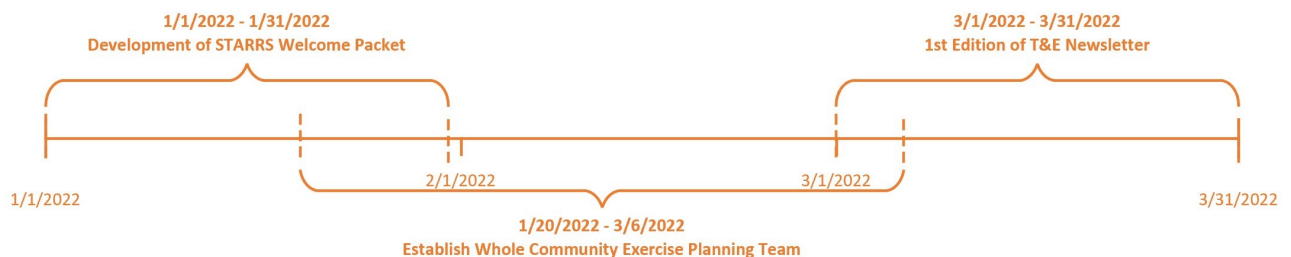 1/1/2022 - 1/31/2022
Development of STARRS Welcome Packet
3/1/2022 - 3/31/2022
1st Edition of T&E Newsletter
1/1/2022
2/1/2022
3/1/2022
3/31/2022
1/20/2022 - 3/6/2022
Establish Whole Community Exercise Planning Team